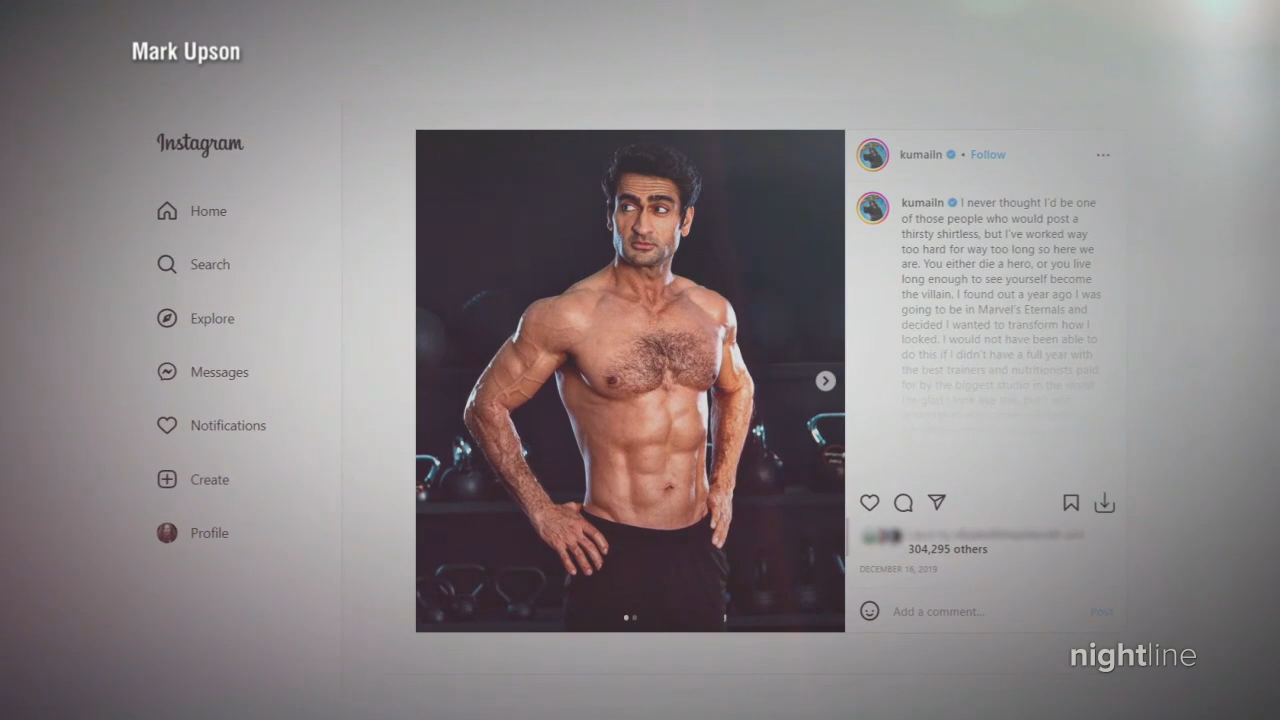 Mark Upson
Instagram
Home
Search
Explore
Messages
Notifications
Create
Profile
kumailn • Follow
kumailn I never thought I'd be one
of those people who would post a
thirsty shirtless, but I've worked way
too hard for way too long so here we
are. You either die a hero, or you live
long enough to see yourself become
the villain. I found out a year ago I was
going to be in Marvel's Eternals and
decided I wanted to transform how I
looked. I would not have been able to
do this if I didn't have a full year with
the best trainers and nutritionists paid
for by the biggest studio in the world
304,295 others
DECEMBER 16, 2019
Add a comment...
Post
nightline